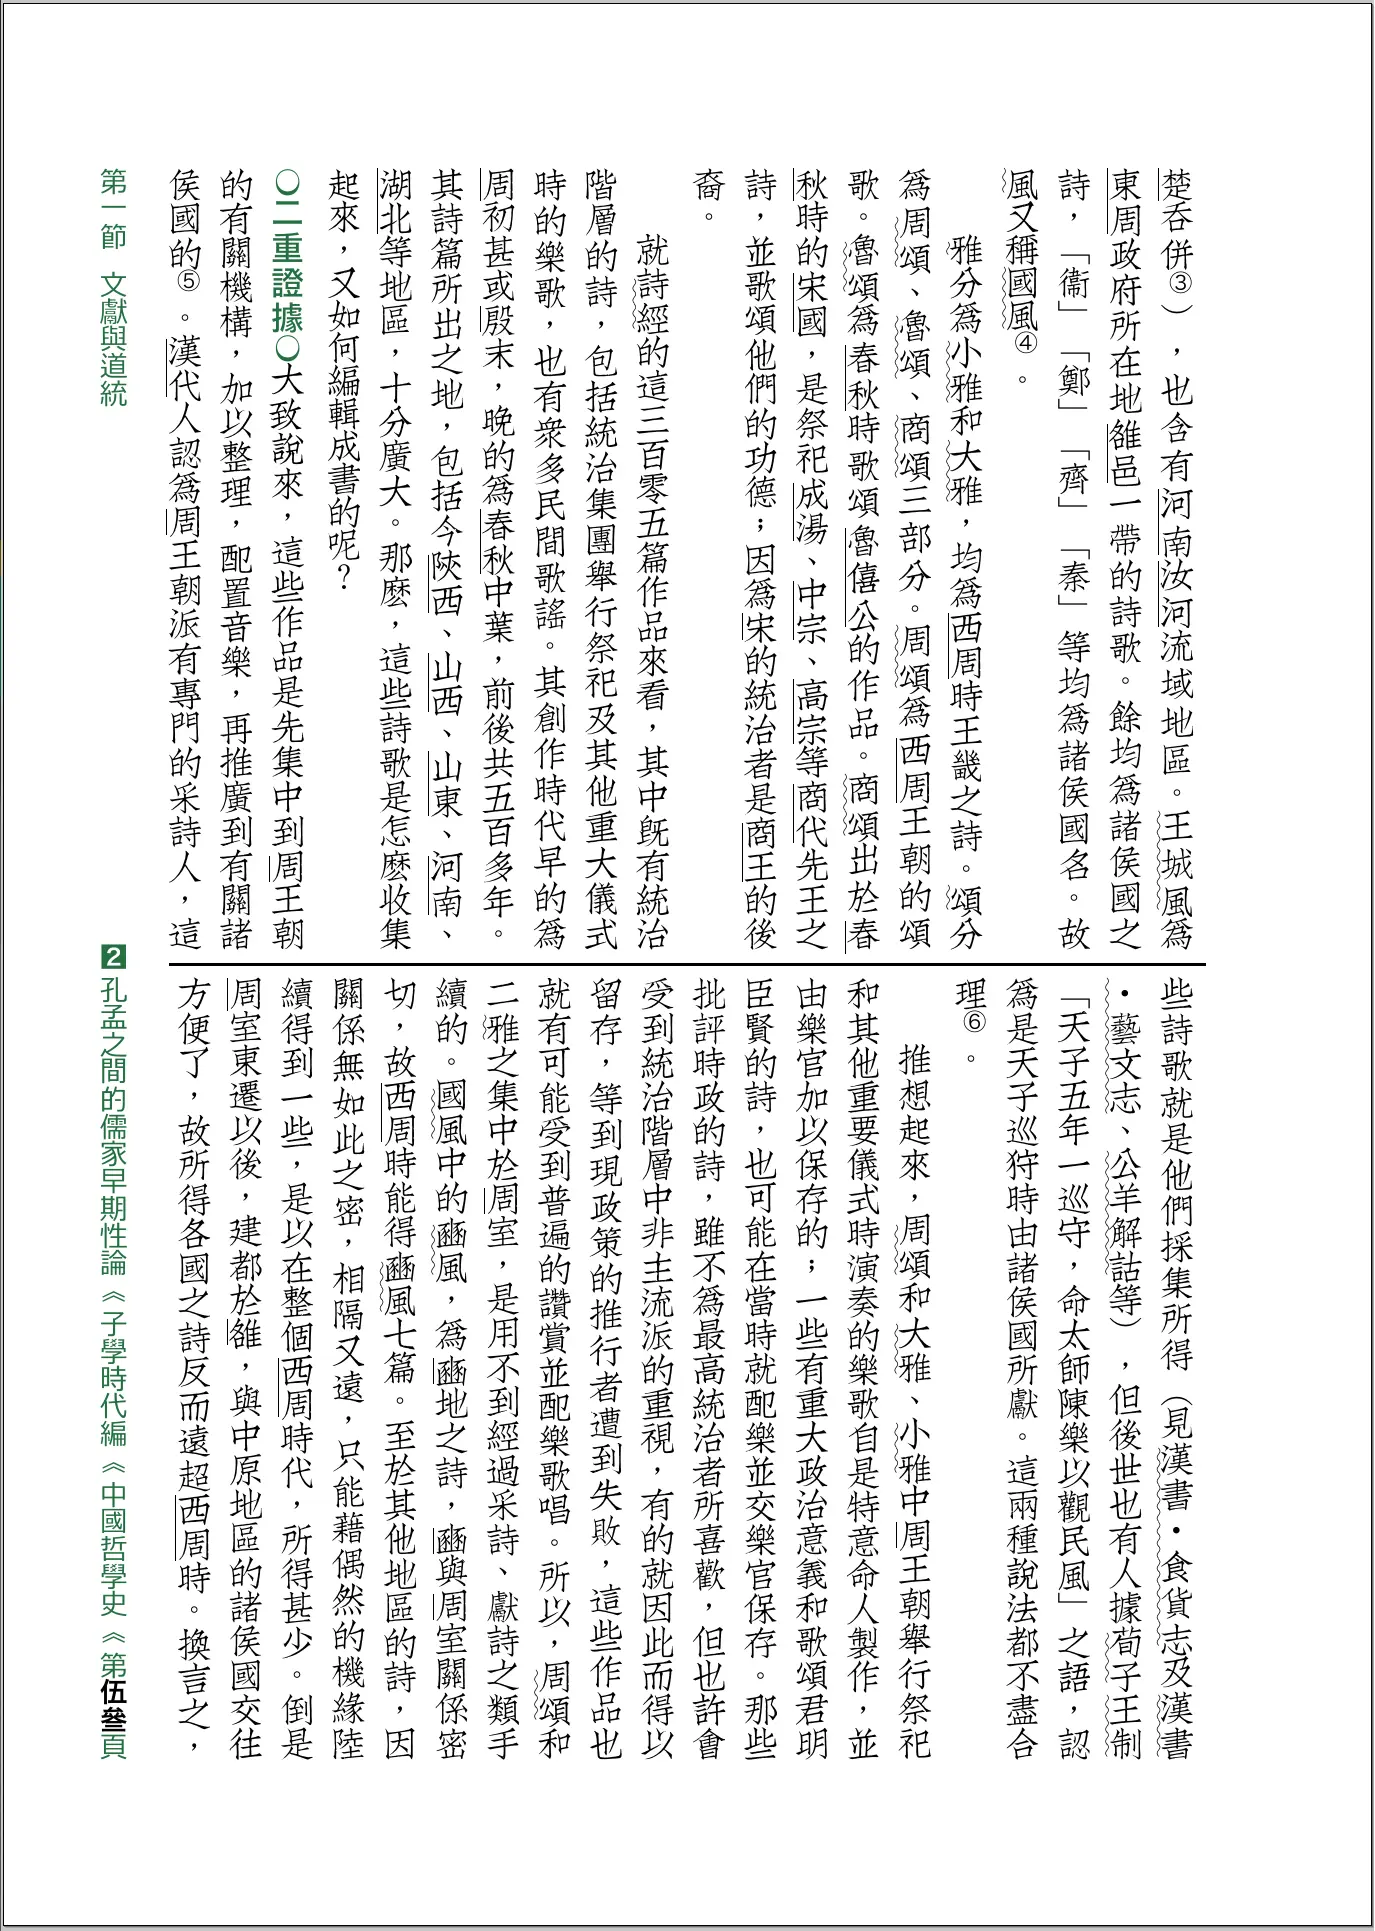 楚吞併③），也含有河南汝河流域地區。王城風爲
東周政府所在地雒邑一帶的詩歌。餘均爲諸侯國之
詩，「衞」「鄭」「齊」「秦」等均爲諸侯國名。故
風又稱國風④。
雅分爲小雅和大雅，均爲西周時王畿之詩。頌分
爲周頌、魯頌、商頌三部分。周頌爲西周王朝的頌
歌。魯頌爲春秋時歌頌魯僖公的作品。商頌出於春
秋時的宋國，是祭祀成湯、中宗、高宗等商代先王之
詩，並歌頌他們的功德；因爲宋的統治者是商王的後
裔。
就詩經的這三百零五篇作品來看，其中既有統治
階層的詩，包括統治集團舉行祭祀及其他重大儀式
時的樂歌，也有衆多民間歌謠。其創作時代早的爲
周初甚或殷末，晚的爲春秋中葉，前後共五百多年。
其詩篇所出之地，包括今陝西、山西、山東、河南、
湖北等地區，十分廣大。那麽，這些詩歌是怎麽收集
起來，又如何編輯成書的呢？
○二重證據○大致說來，這些作品是先集中到周王朝
的有關機構，加以整理，配置音樂，再推廣到有關諸
侯國的⑤。漢代人認爲周王朝派有專門的采詩人，這
些詩歌就是他們採集所得（見漢書・食貨志及漢書
・藝文志、公羊解詁等），但後世也有人據荀子王制
「天子五年一巡守，命太師陳樂以觀民風」之語，認
爲是天子巡狩時由諸侯國所獻。這兩種說法都不盡合
理⑥。
推想起來，周頌和大雅、小雅中周王朝舉行祭祀
和其他重要儀式時演奏的樂歌自是特意命人製作，並
由樂官加以保存的；一些有重大政治意義和歌頌君明
臣賢的詩，也可能在當時就配樂並交樂官保存。那些
批評時政的詩，雖不爲最高統治者所喜歡，但也許會
受到統治階層中非主流派的重視，有的就因此而得以
留存，等到現政策的推行者遭到失敗，這些作品也
就有可能受到普遍的讚賞並配樂歌唱。所以，周頌和
二雅之集中於周室，是用不到經過采詩、獻詩之類手
續的。國風中的豳風，爲豳地之詩，豳與周室關係密
切，故西周時能得豳風七篇。至於其他地區的詩，因
關係無如此之密，相隔又遠，只能藉偶然的機緣陸
續得到一些，是以在整個西周時代，所得甚少。倒是
周室東遷以後，建都於雒，與中原地區的諸侯國交往
方便了，故所得各國之詩反而遠超西周時。換言之，
第一節 文獻與道統
2 孔孟之間的儒家早期性論《子學時代編《中國哲學史《第伍叄頁